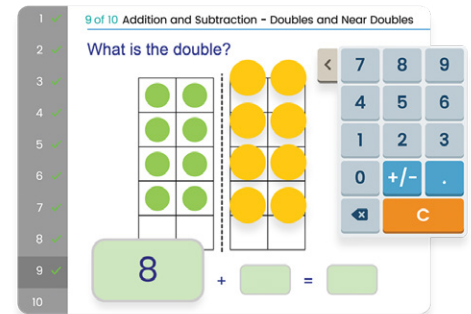 1
2
3
4
5
6
7
8
9
10
9 of 10 Addition and Subtraction – Doubles and Near Doubles
What is the double?
< 7 8 9
4 5 6
1 2 3
0 +/- .
C
8 + =